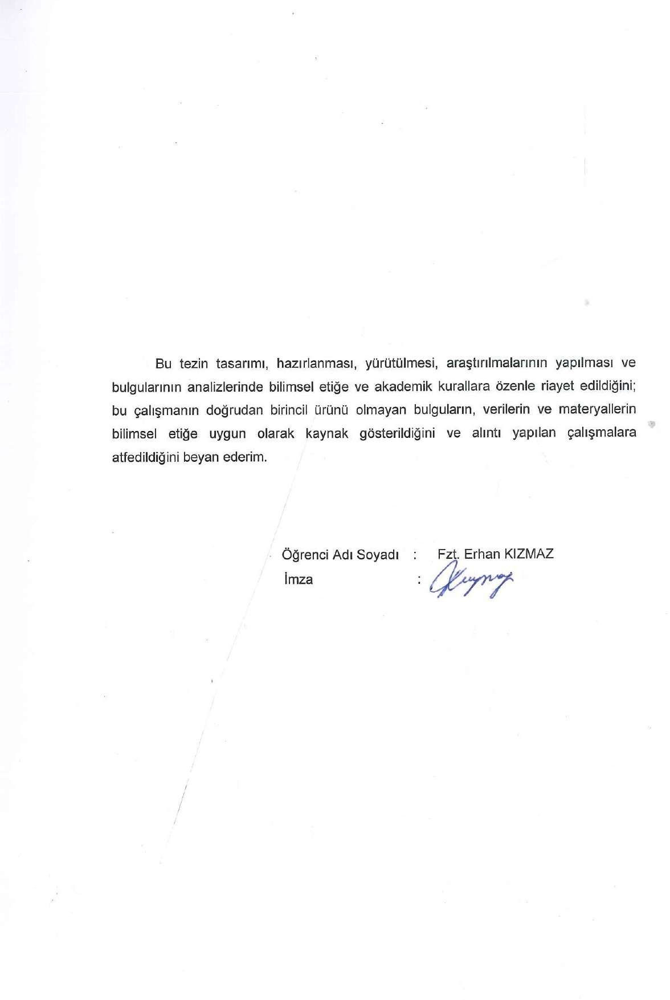 Bu tezin tasarımı, hazırlanması, yürütülmesi, araştırılmalarının yapılması ve
bulgularının analizlerinde bilimsel etiğe ve akademik kurallara özenle riayet edildiğini;
bu çalışmanın doğrudan birincil ürünü olmayan bulguların, verilerin ve materyallerin
bilimsel etiğe uygun olarak kaynak gösterildiğini ve alıntı yapılan çalışmalara
atfedildiğini beyan ederim.
Öğrenci Adı Soyadı : Fzt. Erhan KIZMAZ
İmza :